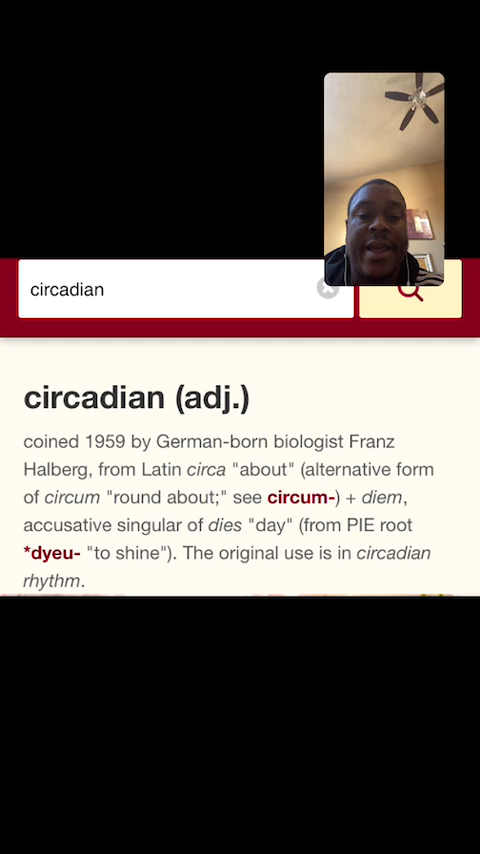 circadian
circadian (adj.)
coined 1959 by German-born biologist Franz
Halberg, from Latin circa "about" (alternative form
of circum "round about;" see circum-) + diem,
accusative singular of dies "day" (from PIE root
*dyeu- "to shine"). The original use is in circadian
rhythm.